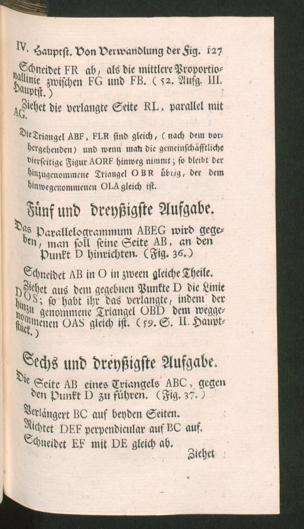 IV. Hauptst. Von Verwandlung der Fig. 127
Schneidet FR ab, als die mittlere Proportio-
nallinie zwischen FG und FB. (52. Aufg. III.
Hauptst.)
Ziehet die verlangte Seite RL, parallel mit
AG.
Die Triangel ABF, FLR sind gleich, (nach dem vor-
hergehenden) und wenn man die gemeinschäfftliche
vierseitige Figur AORF hinweg nimmt; so bleibt der
hinzugenommene Triangel OBR übrig, der dem
hinwegenommenen OLA gleich ist.
Fünf und dreyßigste Aufgabe.
Das Parallelogrammum ABEG wird gege-
ben, man soll seine Seite AB, an den
Punkt D hinrichten. (Fig. 36.)
Schneidet AB in O in zween gleiche Theile.
Ziehet aus dem gegebnen Punkte D die Linie
DOS; so habt ihr das verlangte, indem der
hinzu genommene Triangel OBD dem wegge-
nommenen OAS gleich ist. (59. S. II. Haupt-
stück.)
Sechs und dreyßigste Aufgabe.
Die Seite AB eines Triangels ABC, gegen
den Punkt D zu führen. (Fig. 37.)
Verlängert BC auf beyden Seiten.
Richtet DEF perpendicular auf BC auf.
Schneidet EF mit DE gleich ab.
Ziehet